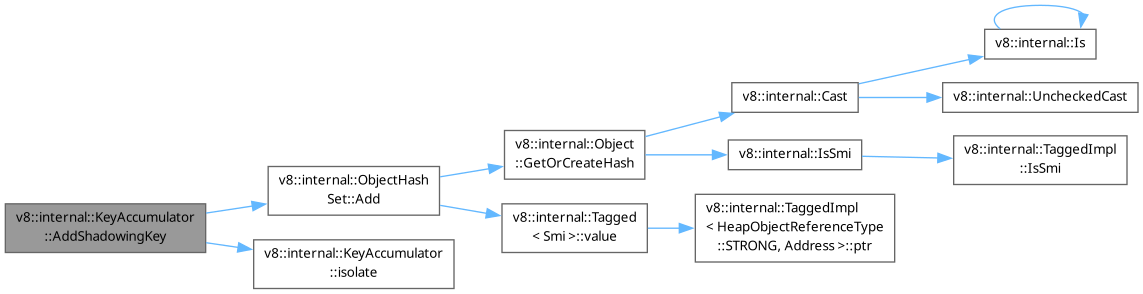 v8::internal::KeyAccumulator
::AddShadowingKey
v8::internal::ObjectHash
Set::Add
v8::internal::KeyAccumulator
::isolate
v8::internal::Object
::GetOrCreateHash
v8::internal::Tagged
< Smi >::value
v8::internal::Cast
v8::internal::IsSmi
v8::internal::TaggedImpl
< HeapObjectReferenceType
::STRONG, Address >::ptr
v8::internal::Is
v8::internal::UncheckedCast
v8::internal::TaggedImpl
::IsSmi